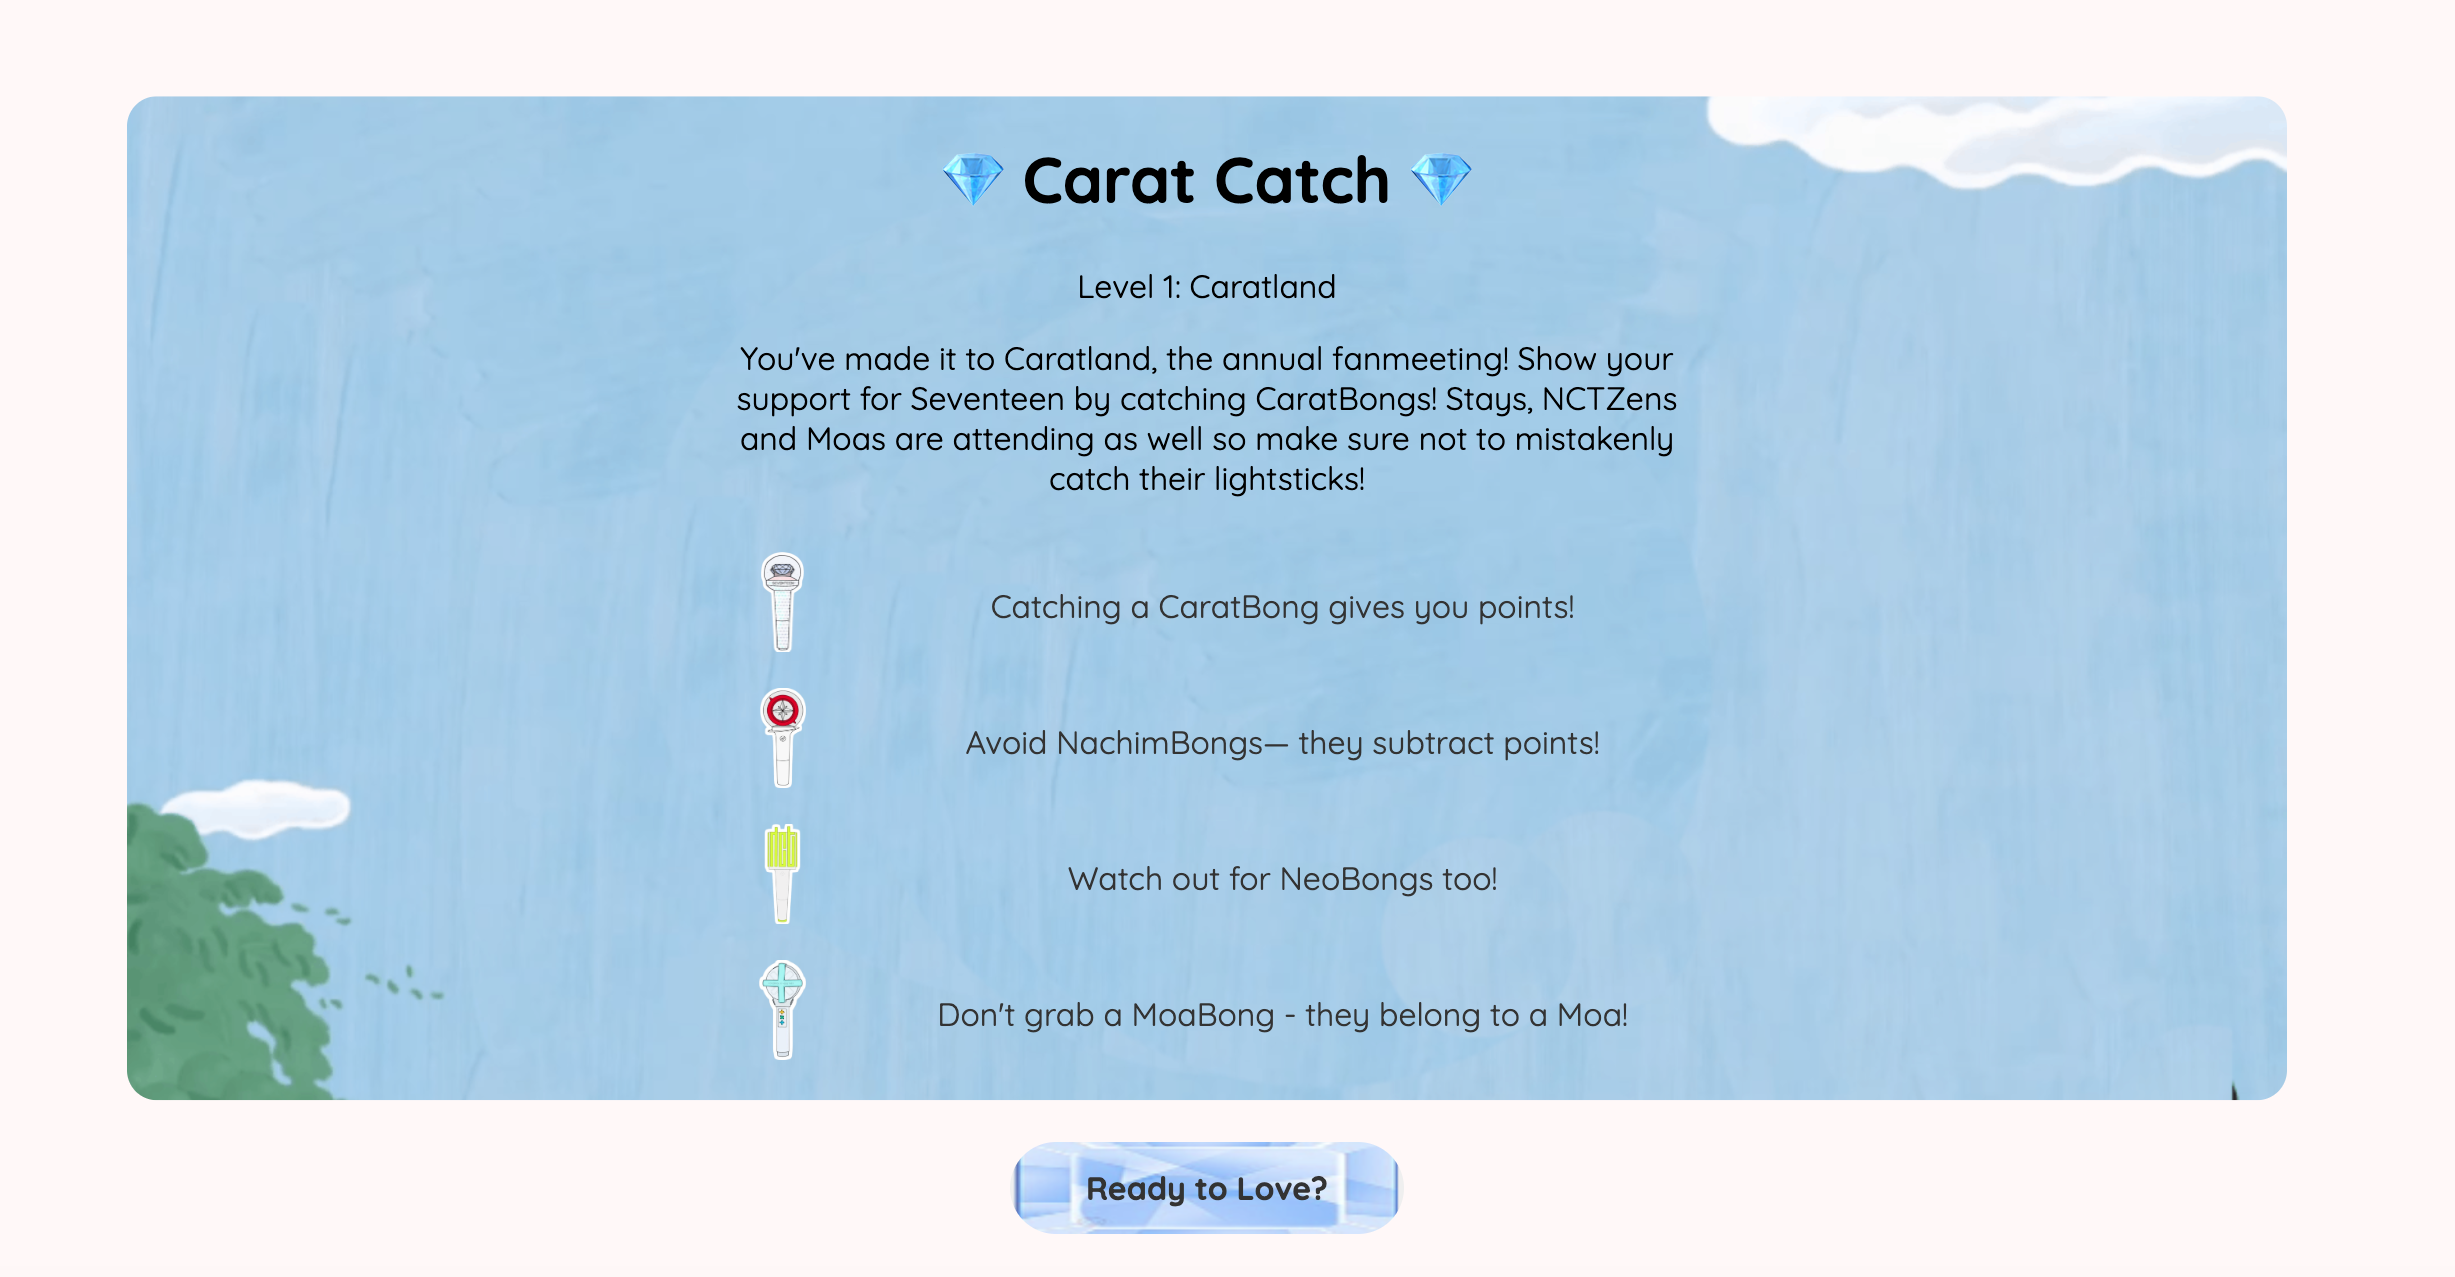 💎 Carat Catch 💎
Level 1: Caratland
You've made it to Caratland, the annual fanmeeting! Show your
support for Seventeen by catching CaratBongs! Stays, NCTZens
and Moas are attending as well so make sure not to mistakenly
catch their lightsticks!
Catching a CaratBong gives you points!
Avoid NachimBongs— they subtract points!
Watch out for NeoBongs too!
Don't grab a MoaBong - they belong to a Moa!
Ready to Love?